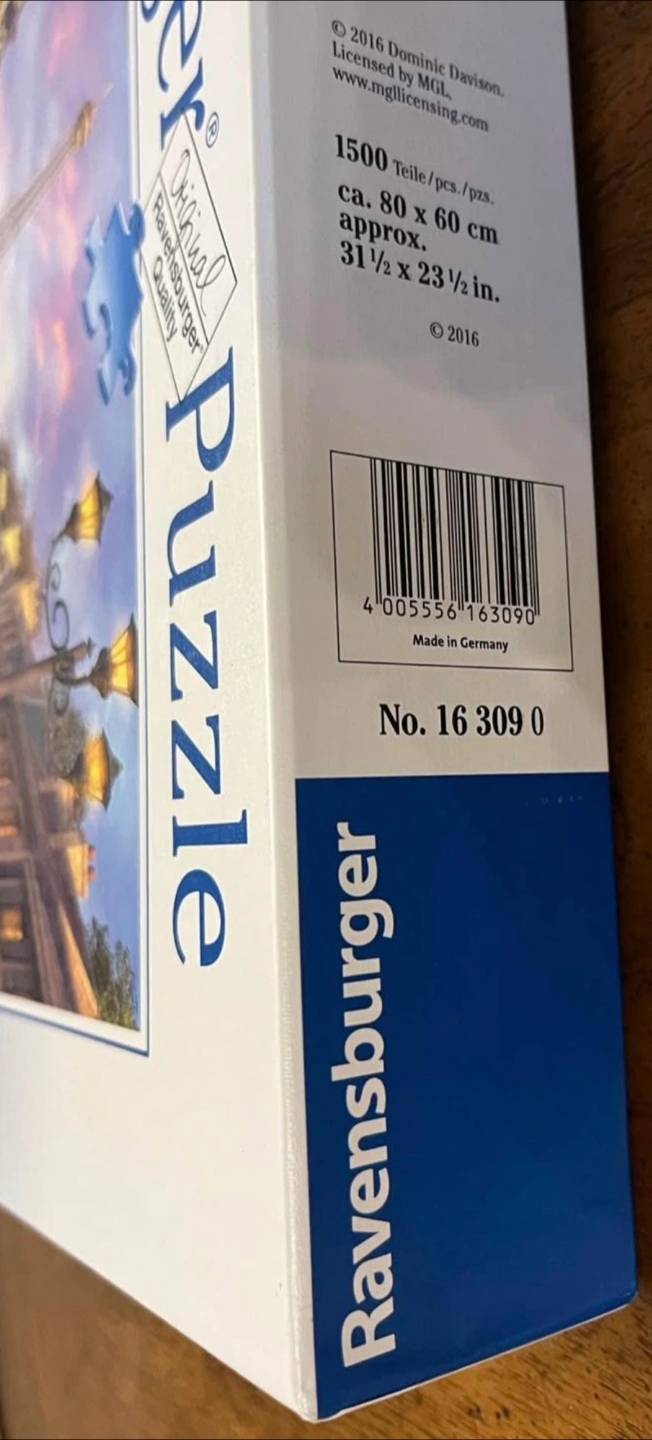 er®
Original
Ravensburger
Quality
Puzzle
© 2016 Dominic Davison.
Licensed by MGL,
www.mgllicensing.com
1500 Teile/pcs./pzs.
ca. 80 x 60 cm
approx.
31½ x 23½ in.
© 2016
4 005556 163090
Made in Germany
No. 16 309 0
Ravensburger